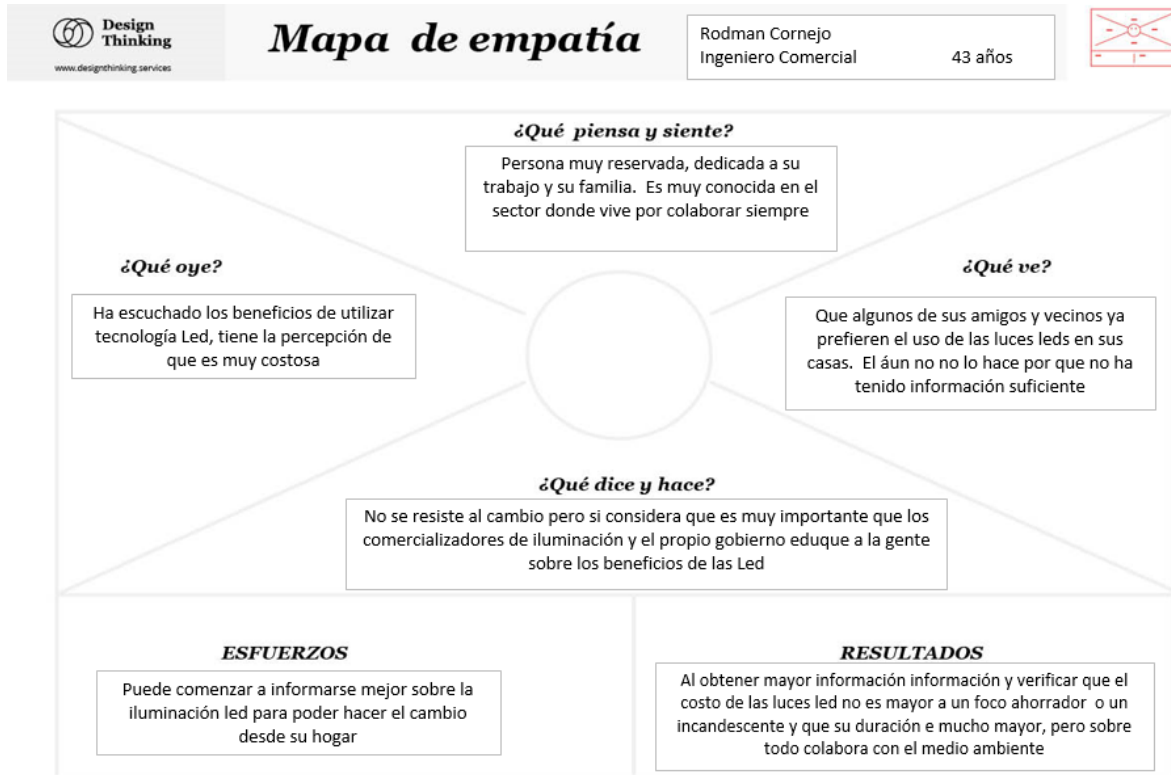 Design
Thinking
www.designthinking.services
Mapa de empatía
Rodman Cornejo
Ingeniero Comercial 43 años
¿Qué piensa y siente?
Persona muy reservada, dedicada a su
trabajo y su familia. Es muy conocida en el
sector donde vive por colaborar siempre
¿Qué oye?
Ha escuchado los beneficios de utilizar
tecnología Led, tiene la percepción de
que es muy costosa
¿Qué ve?
Que algunos de sus amigos y vecinos ya
prefieren el uso de las luces leds en sus
casas. El áun no no lo hace por que no ha
tenido información suficiente
¿Qué dice y hace?
No se resiste al cambio pero si considera que es muy importante que los
comercializadores de iluminación y el propio gobierno eduque a la gente
sobre los beneficios de las Led
ESFUERZOS
Puede comenzar a informarse mejor sobre la
iluminación led para poder hacer el cambio
desde su hogar
RESULTADOS
Al obtener mayor información información y verificar que el
costo de las luces led no es mayor a un foco ahorrador o un
incandescente y que su duración e mucho mayor, pero sobre
todo colabora con el medio ambiente